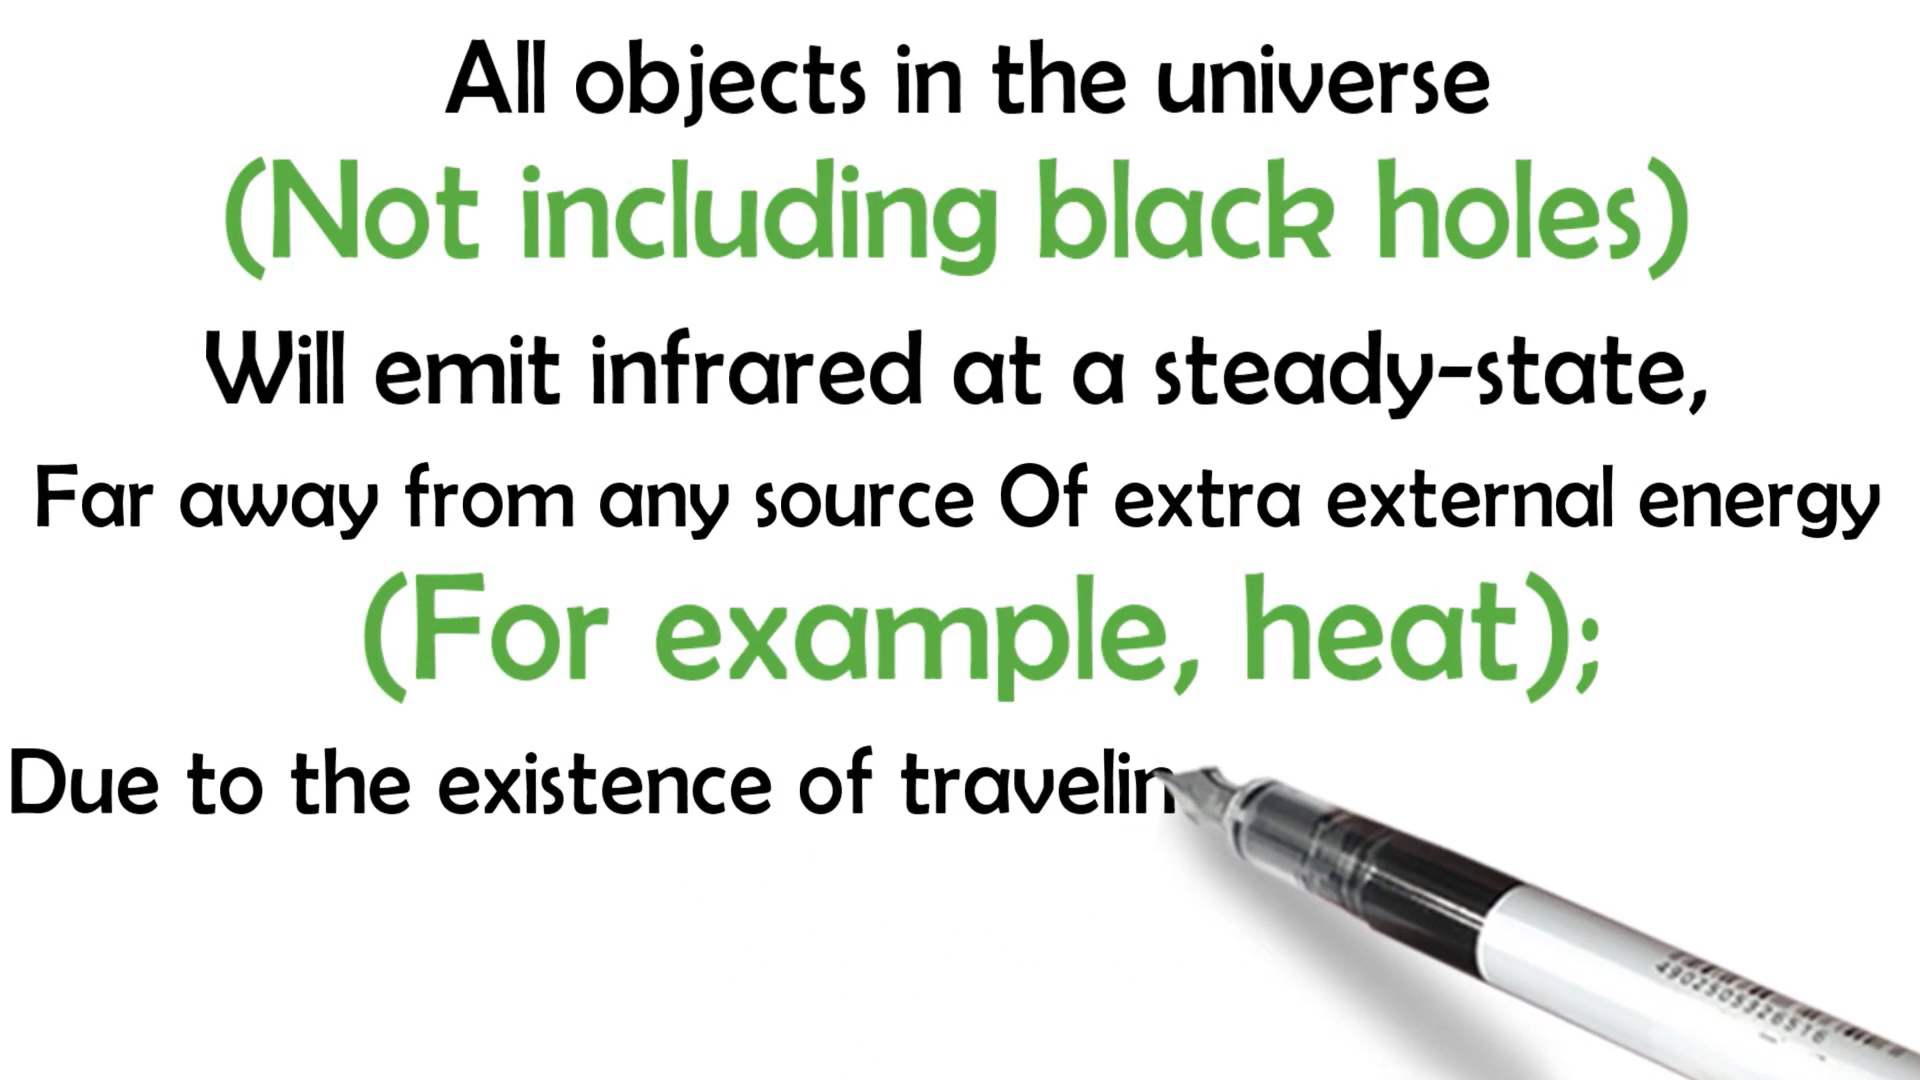 All objects in the universe
(Not including black holes)
Will emit infrared at a steady-state,
Far away from any source Of extra external energy
(For example, heat);
Due to the existence of travelin
4902505326516